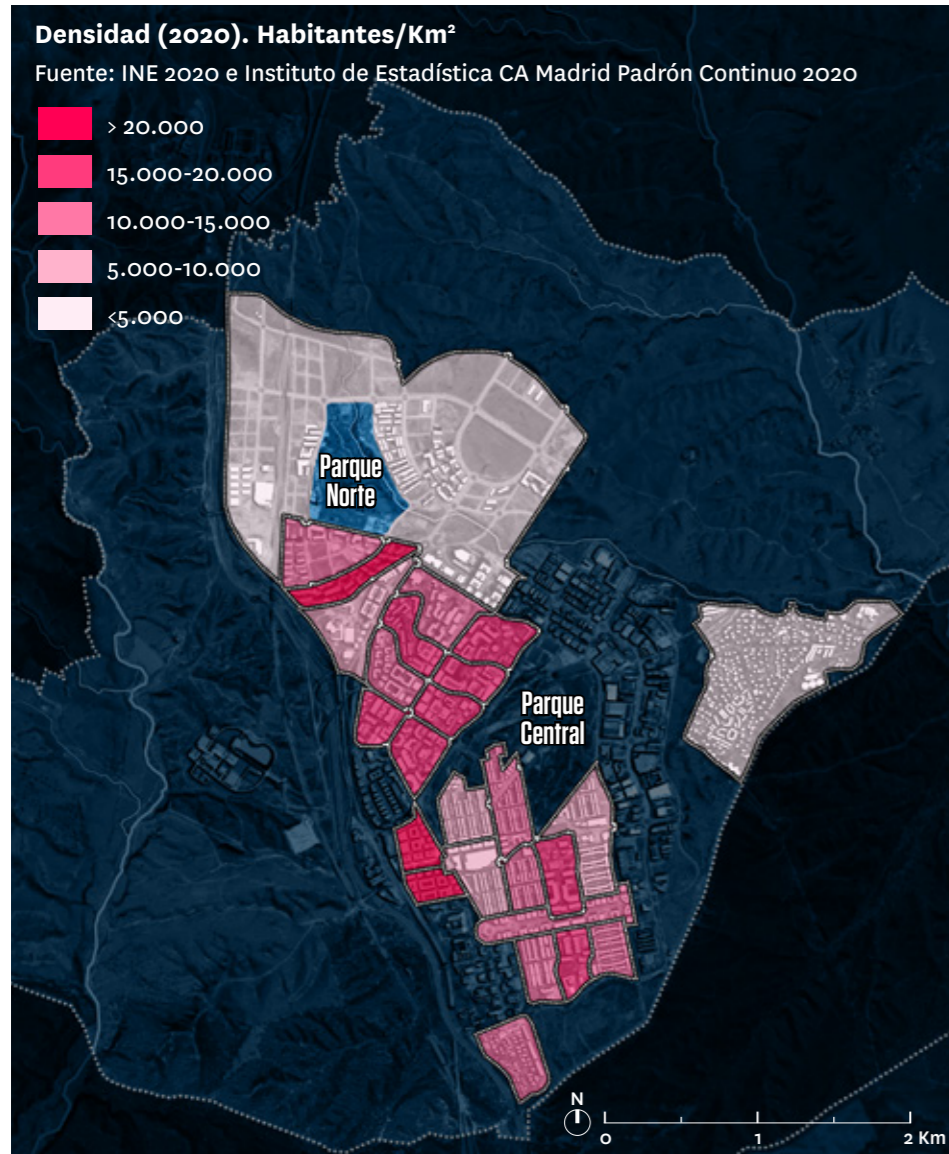 Densidad (2020). Habitantes/Km²
Fuente: INE 2020 e Instituto de Estadística CA Madrid Padrón Continuo 2020
> 20.000
15.000-20.000
10.000-15.000
5.000-10.000
<5.000
Parque
Norte
Parque
Central
N
0 1 2 Km